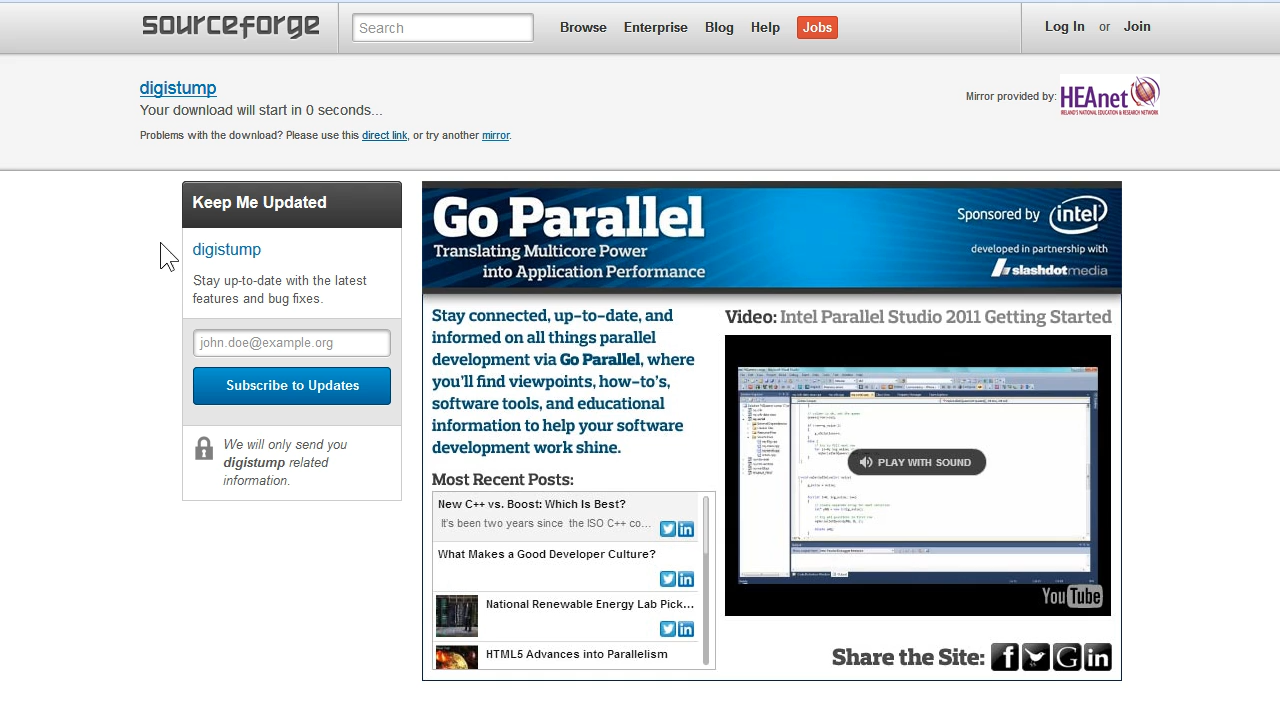 sourceforge
Search
Browse Enterprise Blog Help Jobs
Log In or Join
digistump
Your download will start in 0 seconds...
Problems with the download? Please use this direct link, or try another mirror.
Mirror provided by:
HEAnet
IRELAND'S NATIONAL EDUCATION & RESEARCH NETWORK
Keep Me Updated
digistump
Stay up-to-date with the latest
features and bug fixes.
john.doe@example.org
Subscribe to Updates
We will only send you
digistump related
information.
Go Parallel
Translating Multicore Power
into Application Performance
Sponsored by intel
developed in partnership with
slashdotmedia
Stay connected, up-to-date, and
informed on all things parallel
development via Go Parallel, where
you'll find viewpoints, how-to's,
software tools, and educational
information to help your software
development work shine.
Most Recent Posts:
New C++ vs. Boost: Which Is Best?
It's been two years since the ISO C++ co...
What Makes a Good Developer Culture?
National Renewable Energy Lab Pick...
HTML5 Advances into Parallelism
Video: Intel Parallel Studio 2011 Getting Started
PLAY WITH SOUND
YouTube
Share the Site: